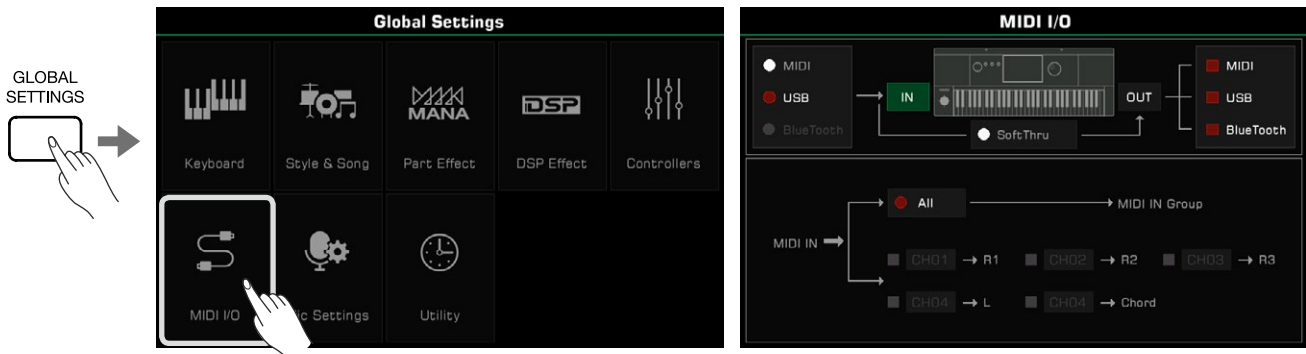 GLOBAL
SETTINGS
Global Settings
Keyboard
Style & Song
MANA
Part Effect
DSP
DSP Effect
Controllers
MIDI I/O
ic Settings
Utility
MIDI I/O
MIDI
USB
BlueTooth
IN
SoftThru
OUT
MIDI
USB
BlueTooth
MIDI IN
All
MIDI IN Group
CH01 → R1
CH02 → R2
CH03 → R3
CH04 → L
CH04 → Chord